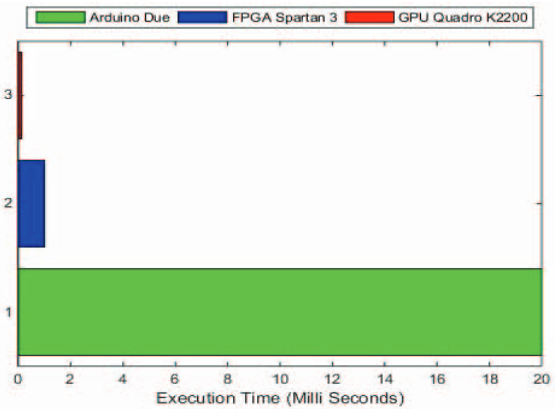 Arduino Due FPGA Spartan 3 GPU Quadro K2200
3
2
1
0 2 4 6 8 10 12 14 16 18 20
Execution Time (Milli Seconds)